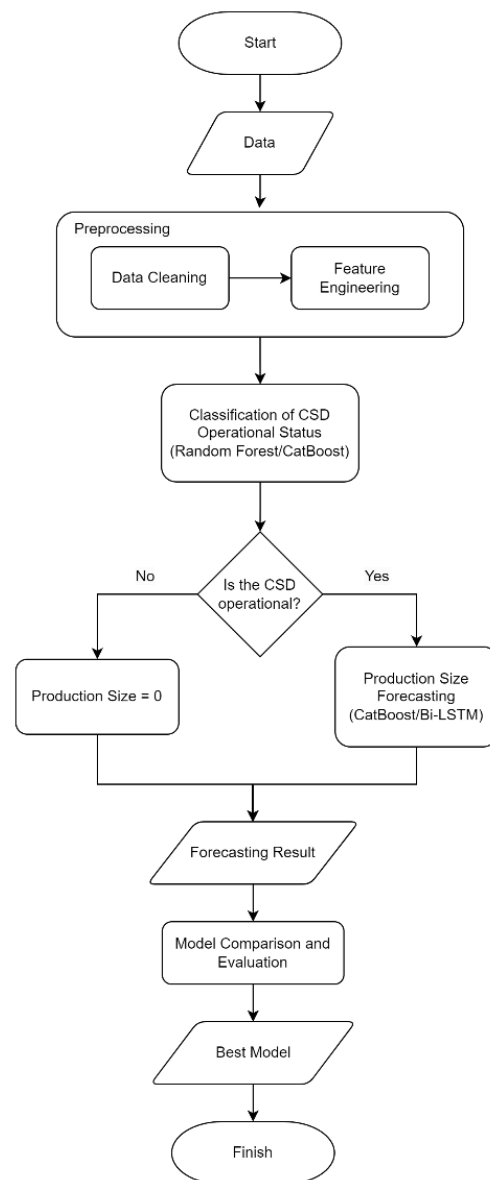 Start
Data
Preprocessing
Data Cleaning
Feature
Engineering
Classification of CSD
Operational Status
(Random Forest/CatBoost)
No
Is the CSD
operational?
Yes
Production Size = 0
Production Size
Forecasting
(CatBoost/Bi-LSTM)
Forecasting Result
Model Comparison and
Evaluation
Best Model
Finish